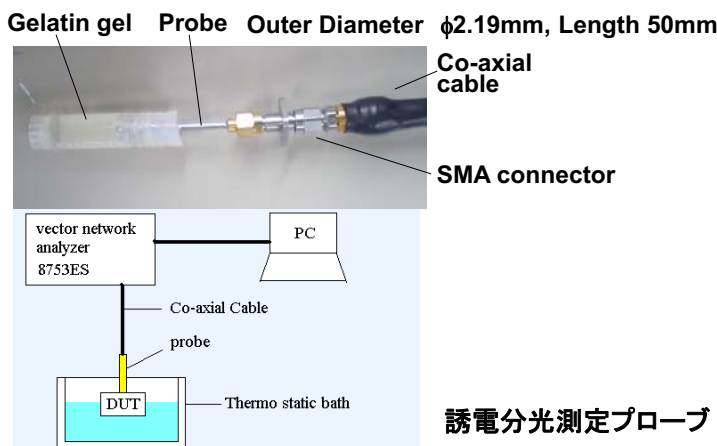 Gelatin gel Probe Outer Diameter ϕ2.19mm, Length 50mm
Co-axial
cable
SMA connector
vector network
analyzer
8753ES
PC
Co-axial Cable
probe
DUT
Thermo static bath
誘電分光測定プローブ